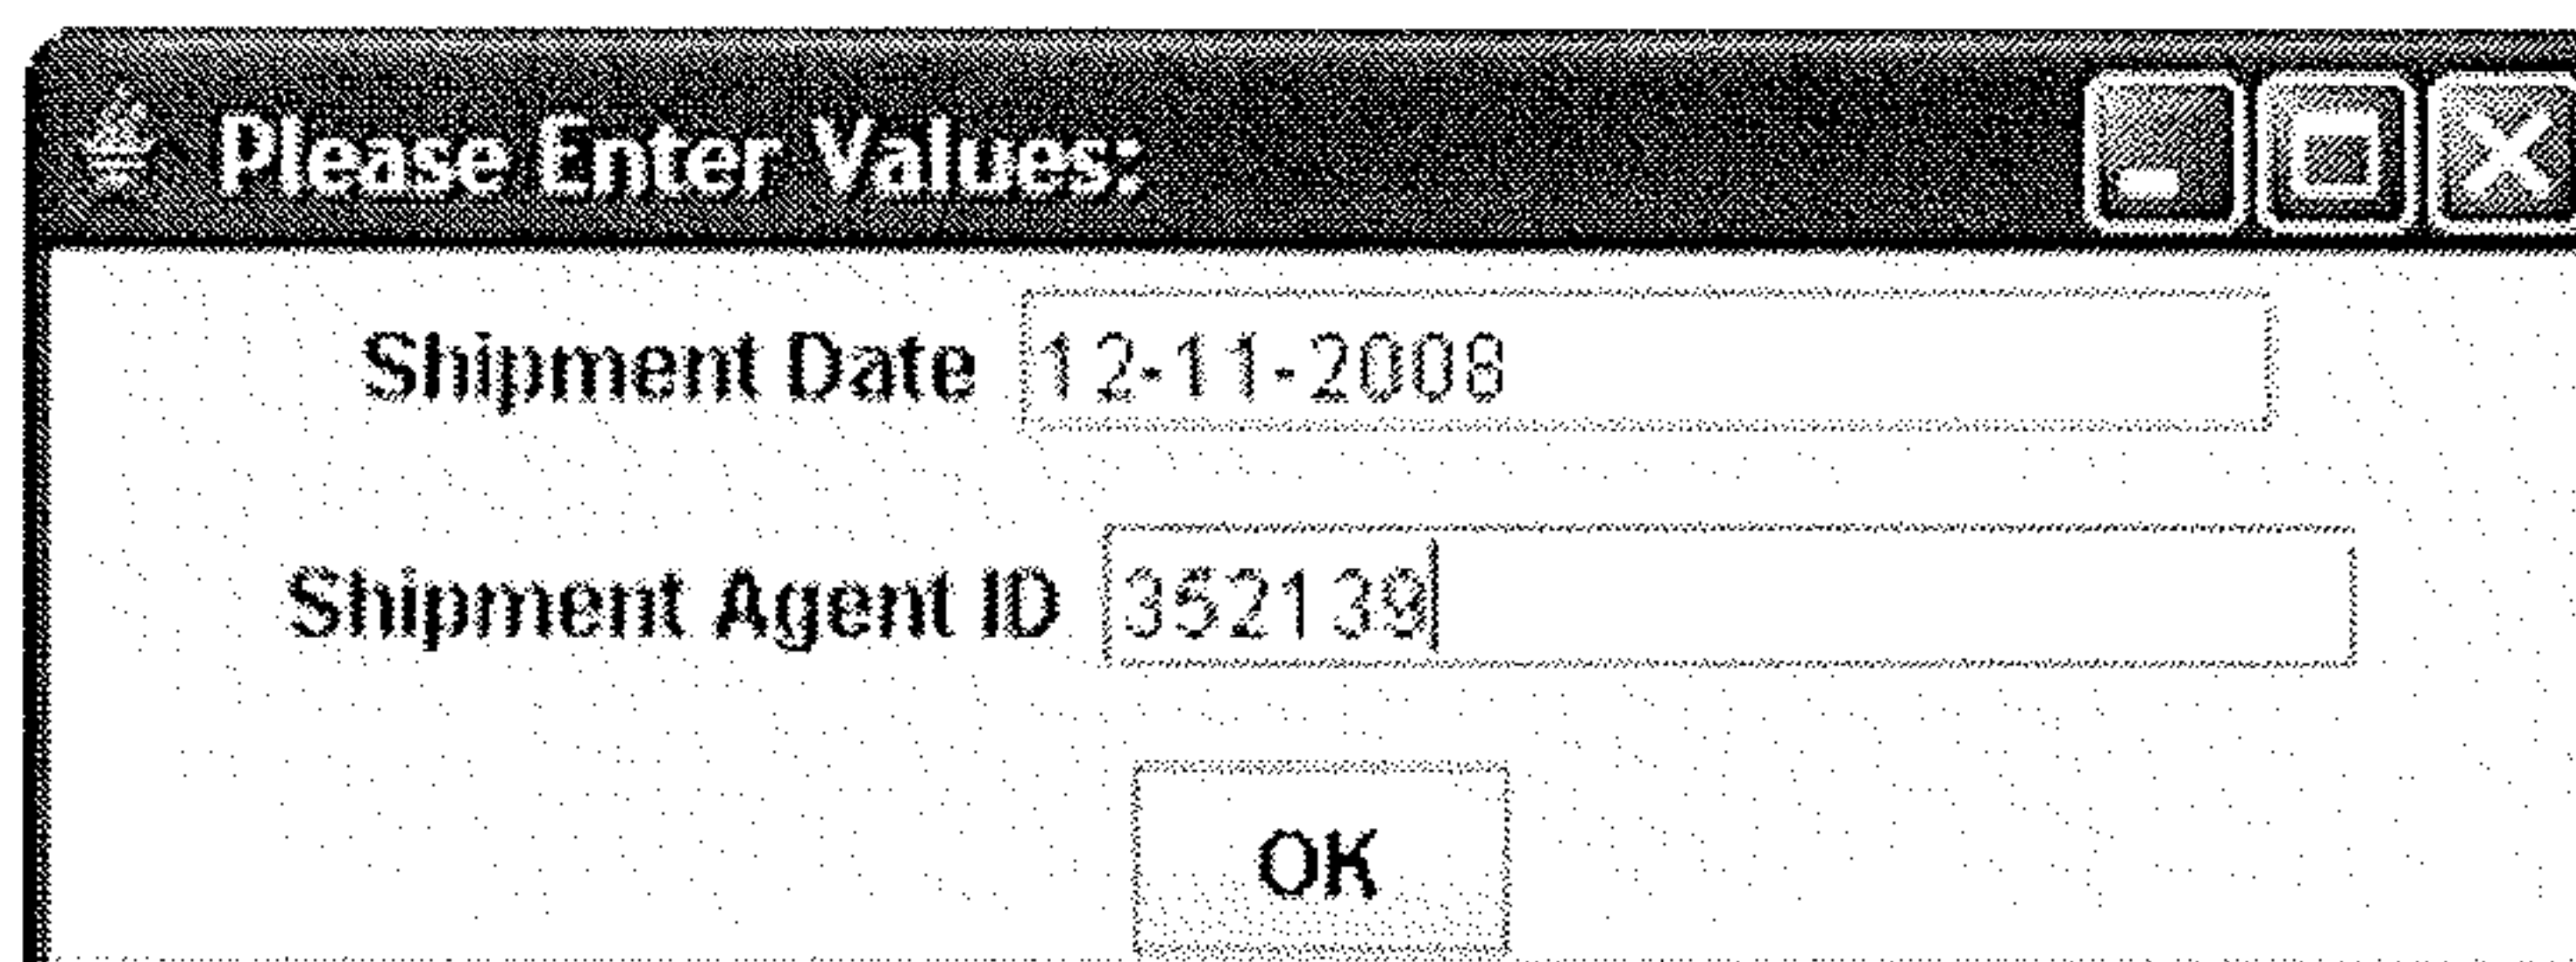 Please Enter Values:
Shipment Date 12-11-2008
Shipment Agent ID 352139
OK